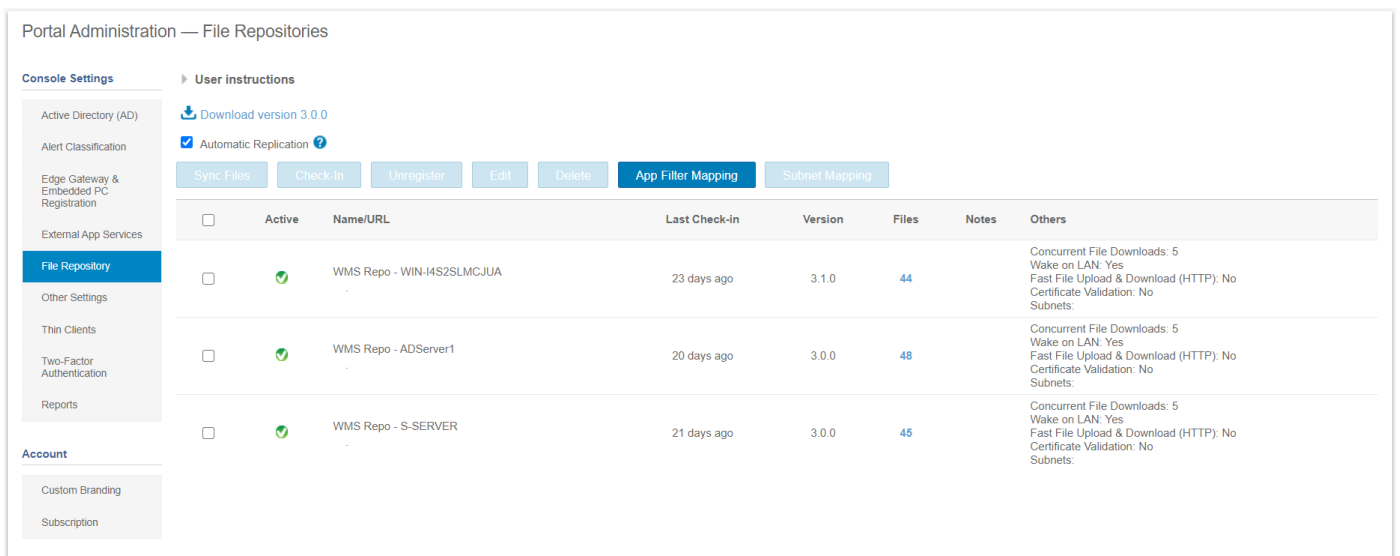 Portal Administration — File Repositories
Console Settings
Active Directory (AD)
Alert Classification
Edge Gateway &
Embedded PC
Registration
External App Services
File Repository
Other Settings
Thin Clients
Two-Factor
Authentication
Reports
Account
Custom Branding
Subscription
User instructions
Download version 3.0.0
Automatic Replication ?
Sync Files Check-In Unregister Edit Delete App Filter Mapping Subnet Mapping
Active Name/URL Last Check-in Version Files Notes Others
WMS Repo - WIN-I4S2SLMCJUA 23 days ago 3.1.0 44
Concurrent File Downloads: 5
Wake on LAN: Yes
Fast File Upload & Download (HTTP): No
Certificate Validation: No
Subnets:
WMS Repo - ADServer1 20 days ago 3.0.0 48
Concurrent File Downloads: 5
Wake on LAN: Yes
Fast File Upload & Download (HTTP): No
Certificate Validation: No
Subnets:
WMS Repo - S-SERVER 21 days ago 3.0.0 45
Concurrent File Downloads: 5
Wake on LAN: Yes
Fast File Upload & Download (HTTP): No
Certificate Validation: No
Subnets: